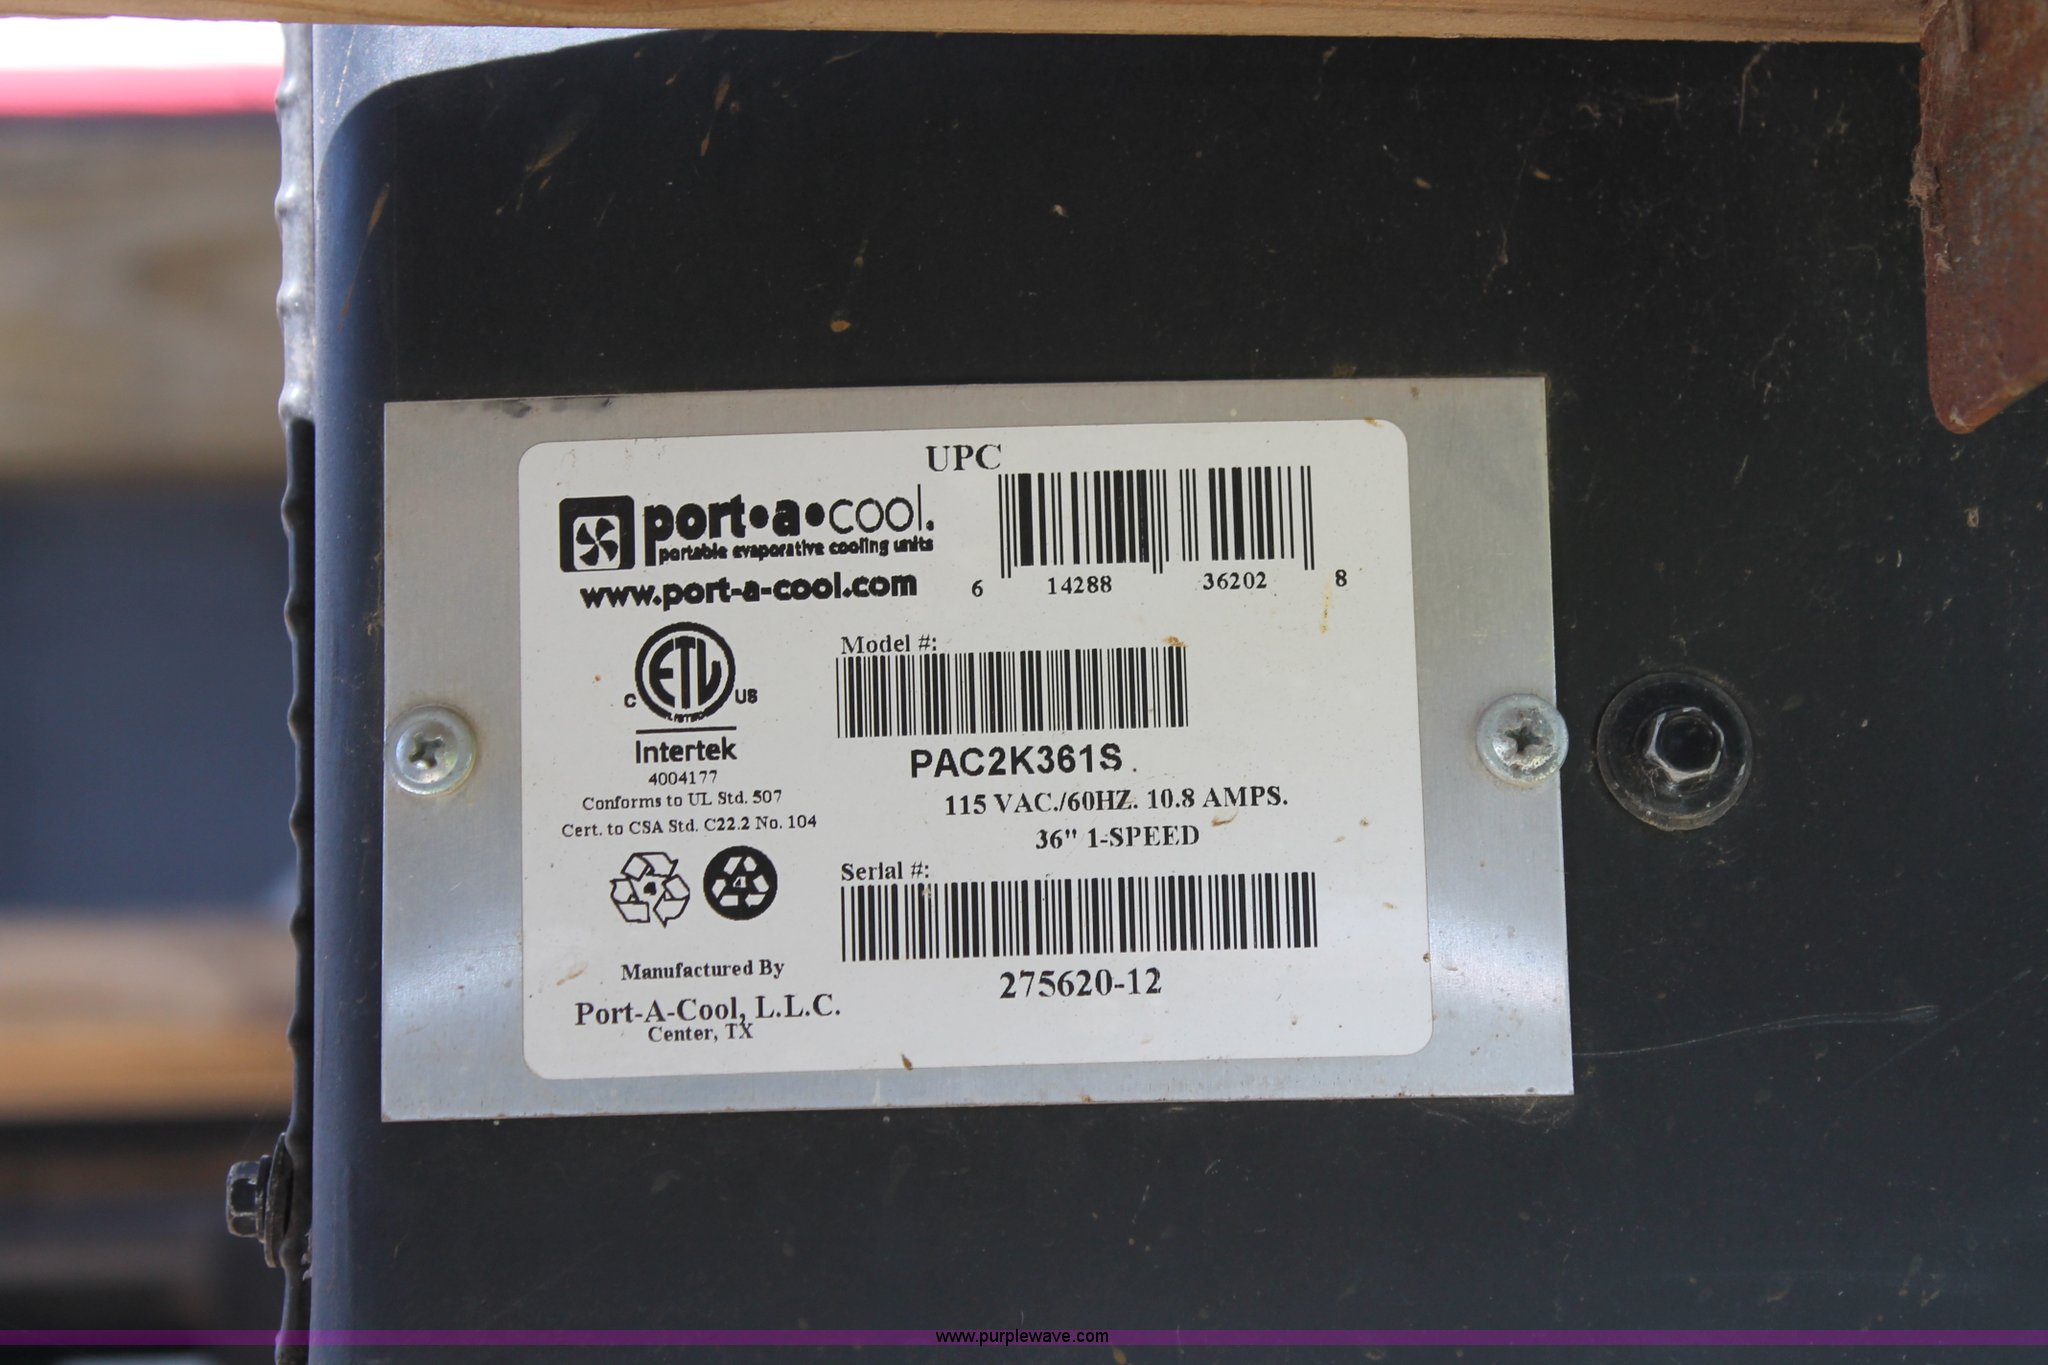 UPC
port•a•cool.
portable evaporative cooling units
www.port-a-cool.com
6 14288 36202 8
C ETL US
LISTED
Intertek
4004177
Conforms to UL Std. 507
Cert. to CSA Std. C22.2 No. 104
Model #:
PAC2K361S
115 VAC./60HZ. 10.8 AMPS.
36" 1-SPEED
4
4
Serial #:
275620-12
Manufactured By
Port-A-Cool, L.L.C.
Center, TX
www.purplewave.com